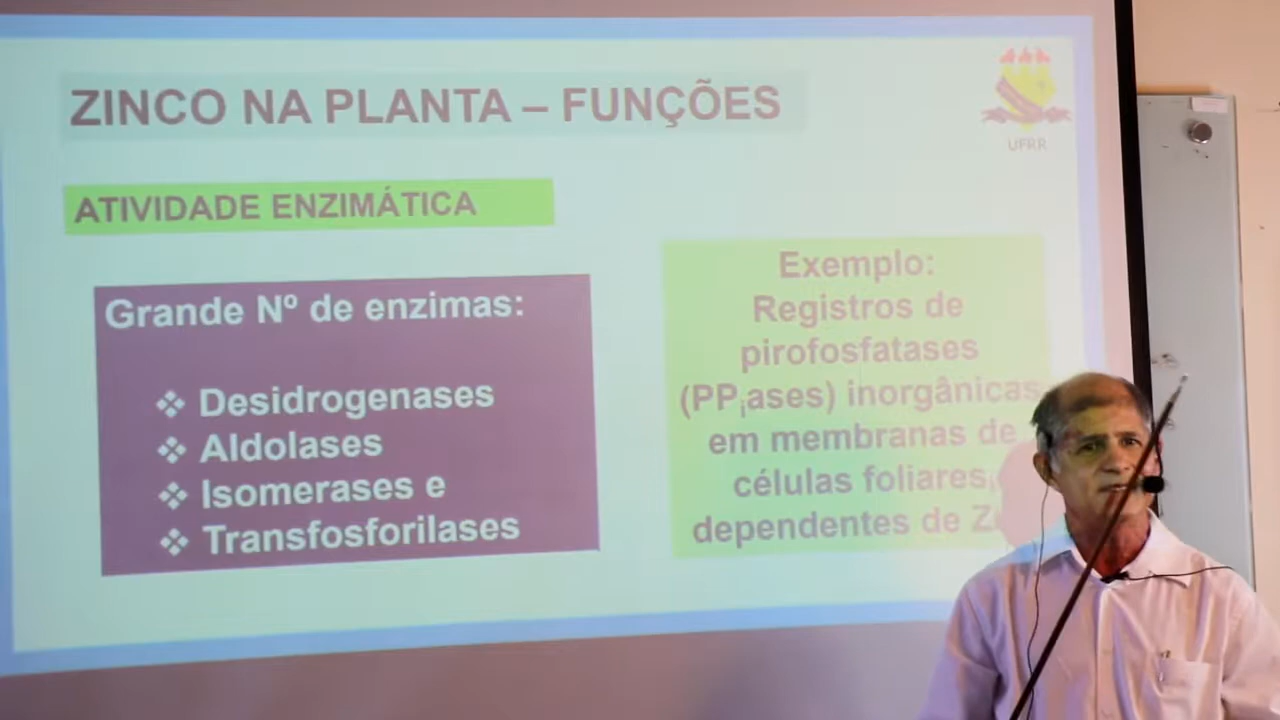 ZINCO NA PLANTA – FUNÇÕES
UFRR
ATIVIDADE ENZIMÁTICA
Grande Nº de enzimas:
❖ Desidrogenases
❖ Aldolases
❖ Isomerases e
❖ Transfosforilases
Exemplo:
Registros de
pirofosfatases
(PPiases) inorgânicas
em membranas de
células foliares,
dependentes de